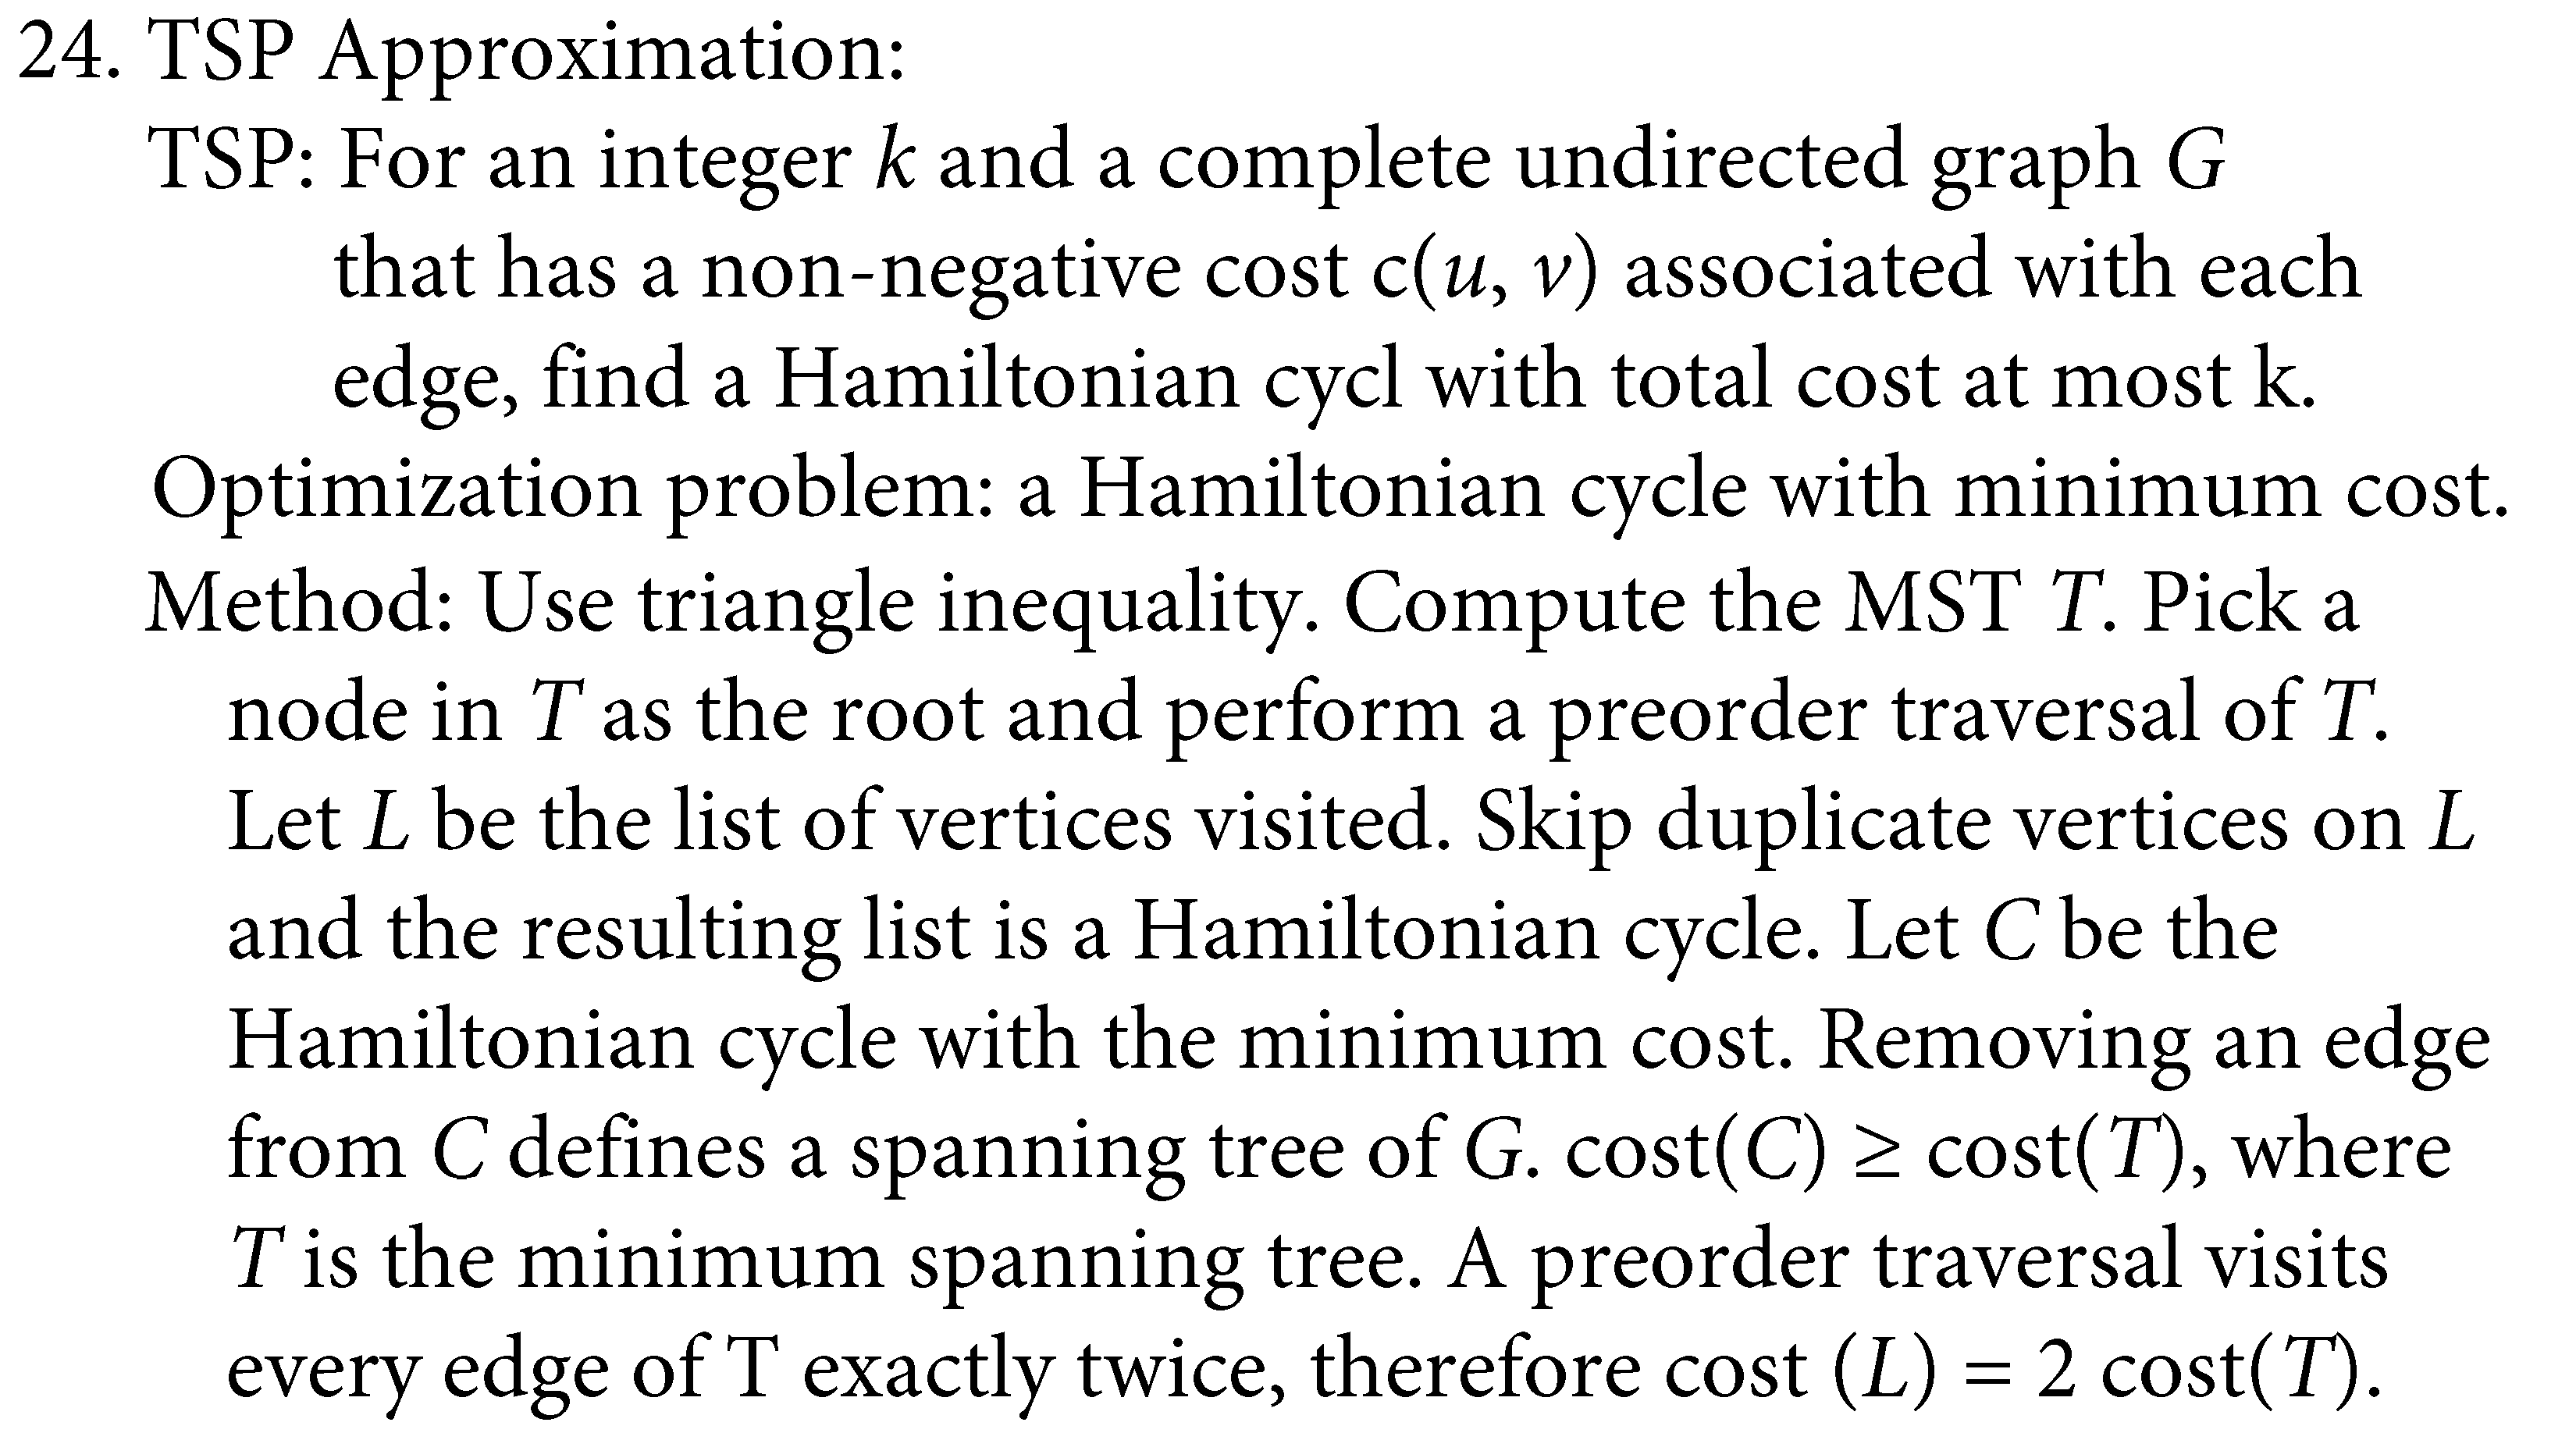 24. TSP Approximation:
TSP: For an integer k and a complete undirected graph G
that has a non-negative cost c(u, v) associated with each
edge, find a Hamiltonian cycl with total cost at most k.
Optimization problem: a Hamiltonian cycle with minimum cost.
Method: Use triangle inequality. Compute the MST T. Pick a
node in T as the root and perform a preorder traversal of T.
Let L be the list of vertices visited. Skip duplicate vertices on L
and the resulting list is a Hamiltonian cycle. Let C be the
Hamiltonian cycle with the minimum cost. Removing an edge
from C defines a spanning tree of G. cost(C) ≥ cost(T), where
T is the minimum spanning tree. A preorder traversal visits
every edge of T exactly twice, therefore cost (L) = 2 cost(T).